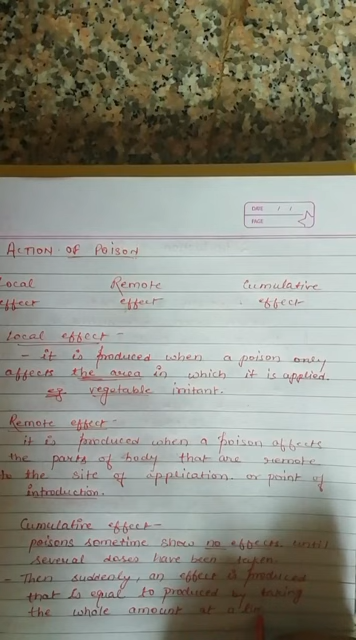 DATE / /
PAGE
ACTION OF POISON
Local Remote Cumulative
effect effect effect
Local effect -
- it is produced when a poison only
affects the area in which it is applied.
eg. vegetable irritant.
Remote effect -
it is produced when a poison affects
the parts of body that are remote
to the site of application. or point of
introduction.
Cumulative effect -
poisons sometime show no effects until
several doses have been taken.
- Then suddenly, an effect is produced
that is equal to produced by taking
the whole amount at a